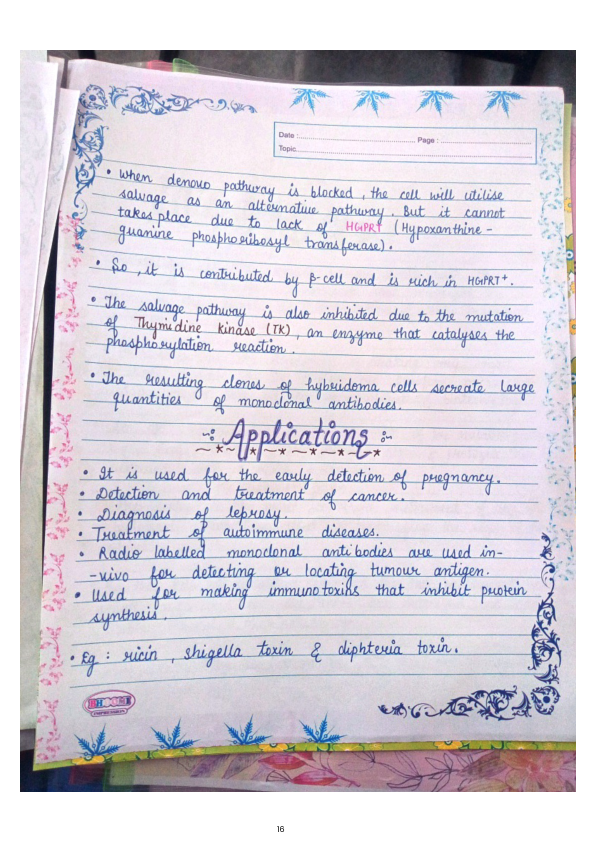 Date : Page :
Topic
• When denovo pathway is blocked, the cell will utilise
salvage as an alternative pathway. But it cannot
takes place due to lack of HGPRT (Hypoxanthine -
guanine phosphoribosyl transferase).
• So, it is contributed by β-cell and is rich in HGPRT+.
• The salvage pathway is also inhibited due to the mutation
of Thymidine kinase (TK), an enzyme that catalyses the
phosphorylation reaction.
• The resulting clones of hybridoma cells secreate large
quantities of monoclonal antibodies.
Applications
• It is used for the early detection of pregnancy.
• Detection and treatment of cancer.
• Diagnosis of leprosy.
• Treatment of autoimmune diseases.
• Radio labelled monoclonal antibodies are used in-
-vivo for detecting or locating tumour antigen.
• Used for making immunotoxins that inhibit protein
synthesis.
• Eg : ricin, shigella toxin & diphteria toxin.
16